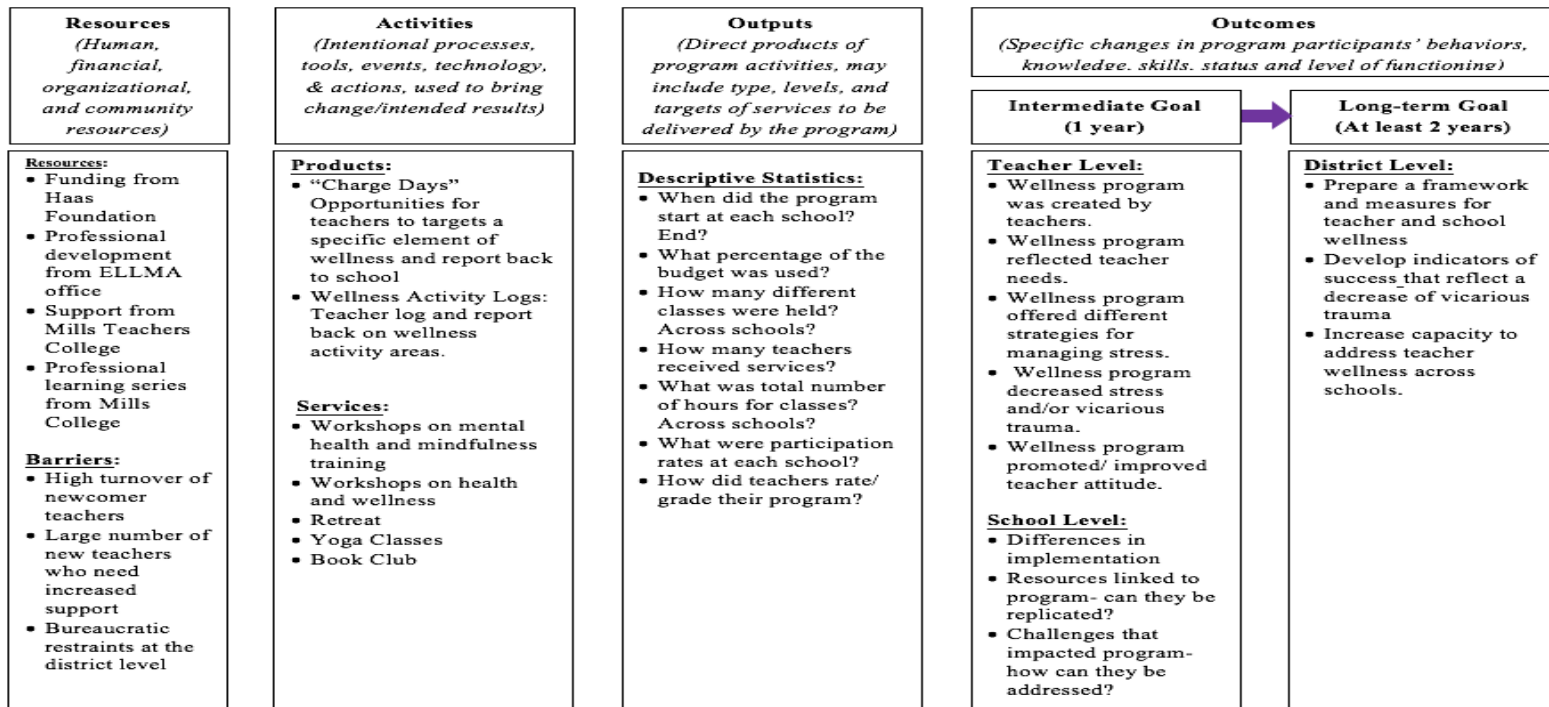 Resources
(Human,
financial,
organizational,
and community
resources)
Resources:
• Funding from
Haas
Foundation
• Professional
development
from ELLMA
office
• Support from
Mills Teachers
College
• Professional
learning series
from Mills
College
Barriers:
• High turnover of
newcomer
teachers
• Large number of
new teachers
who need
increased
support
• Bureaucratic
restraints at the
district level
Activities
(Intentional processes,
tools, events, technology,
& actions, used to bring
change/intended results)
Products:
• “Charge Days”
Opportunities for
teachers to targets a
specific element of
wellness and report back
to school
• Wellness Activity Logs:
Teacher log and report
back on wellness
activity areas.
Services:
• Workshops on mental
health and mindfulness
training
• Workshops on health
and wellness
• Retreat
• Yoga Classes
• Book Club
Outputs
(Direct products of
program activities, may
include type, levels, and
targets of services to be
delivered by the program)
Descriptive Statistics:
• When did the program
start at each school?
End?
• What percentage of the
budget was used?
• How many different
classes were held?
Across schools?
• How many teachers
received services?
• What was total number
of hours for classes?
Across schools?
• What were participation
rates at each school?
• How did teachers rate/
grade their program?
Outcomes
(Specific changes in program participants’ behaviors,
knowledge, skills, status and level of functioning)
Intermediate Goal
(1 year)
Teacher Level:
• Wellness program
was created by
teachers.
• Wellness program
reflected teacher
needs.
• Wellness program
offered different
strategies for
managing stress.
• Wellness program
decreased stress
and/or vicarious
trauma.
• Wellness program
promoted/ improved
teacher attitude.
School Level:
• Differences in
implementation
• Resources linked to
program- can they be
replicated?
• Challenges that
impacted program-
how can they be
addressed?
Long-term Goal
(At least 2 years)
District Level:
• Prepare a framework
and measures for
teacher and school
wellness
• Develop indicators of
success that reflect a
decrease of vicarious
trauma
• Increase capacity to
address teacher
wellness across
schools.